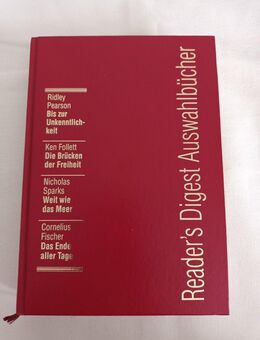 Ridley
Pearson
Bis zur
Unkenntlich-
keit
Ken Follett
Die Brücken
der Freiheit
Nicholas
Sparks
Weit wie
das Meer
Cornelius
Fischer
Das Ende
aller Tage
Reader's Digest Auswahlbücher